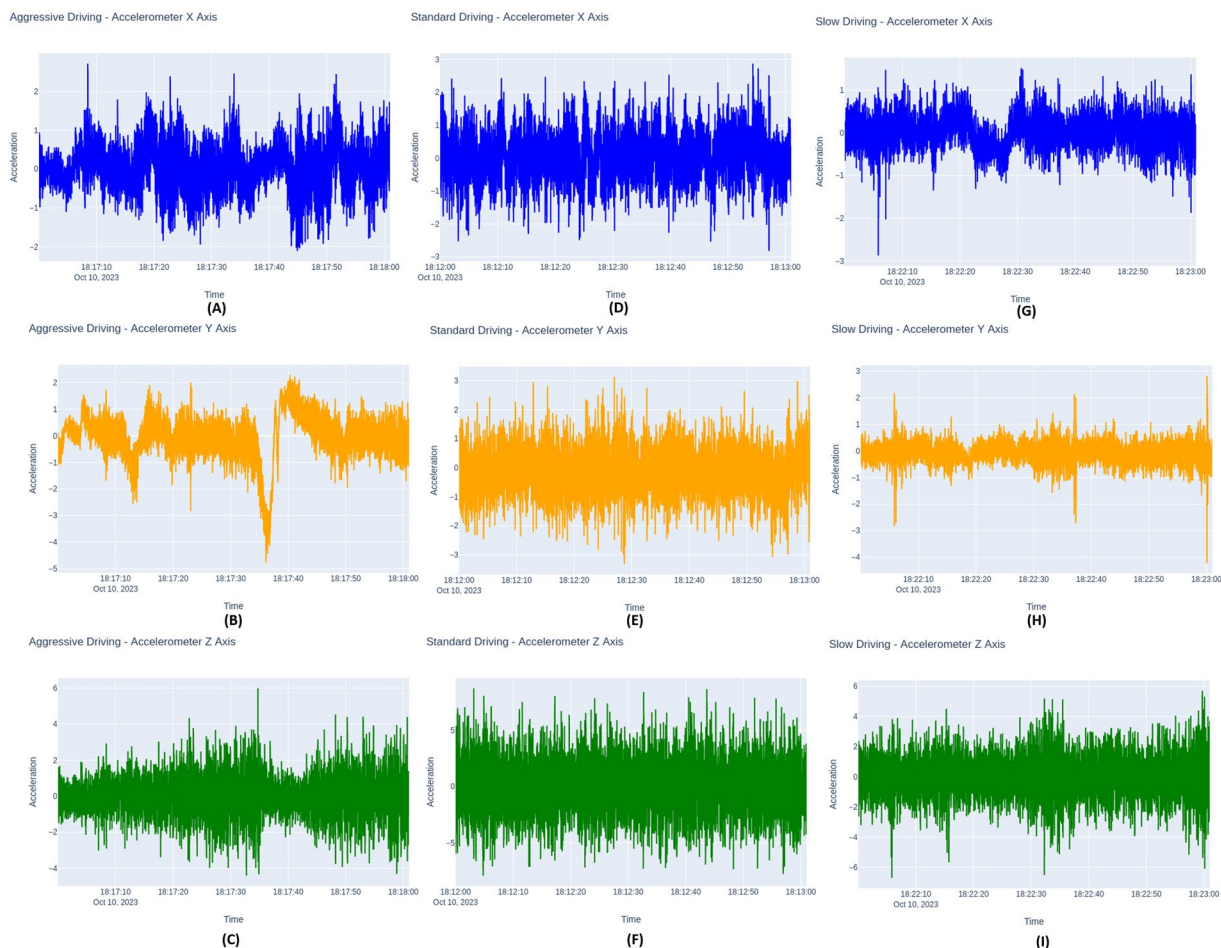 Aggressive Driving - Accelerometer X Axis
Acceleration
2
1
0
−1
−2
18:17:10 18:17:20 18:17:30 18:17:40 18:17:50 18:18:00
Oct 10, 2023
Time
(A)
Standard Driving - Accelerometer X Axis
Acceleration
3
2
1
0
−1
−2
−3
18:12:00 18:12:10 18:12:20 18:12:30 18:12:40 18:12:50 18:13:00
Oct 10, 2023
Time
(D)
Slow Driving - Accelerometer X Axis
Acceleration
1
0
−1
−2
−3
18:22:10 18:22:20 18:22:30 18:22:40 18:22:50 18:23:00
Oct 10, 2023
Time
(G)
Aggressive Driving - Accelerometer Y Axis
Acceleration
2
1
0
−1
−2
−3
−4
−5
18:17:10 18:17:20 18:17:30 18:17:40 18:17:50 18:18:00
Oct 10, 2023
Time
(B)
Standard Driving - Accelerometer Y Axis
Acceleration
3
2
1
0
−1
−2
−3
18:12:00 18:12:10 18:12:20 18:12:30 18:12:40 18:12:50 18:13:00
Oct 10, 2023
Time
(E)
Slow Driving - Accelerometer Y Axis
Acceleration
3
2
1
0
−1
−2
−3
−4
18:22:10 18:22:20 18:22:30 18:22:40 18:22:50 18:23:00
Oct 10, 2023
Time
(H)
Aggressive Driving - Accelerometer Z Axis
Acceleration
6
4
2
0
−2
−4
18:17:10 18:17:20 18:17:30 18:17:40 18:17:50 18:18:00
Oct 10, 2023
Time
(C)
Standard Driving - Accelerometer Z Axis
Acceleration
5
0
−5
18:12:00 18:12:10 18:12:20 18:12:30 18:12:40 18:12:50 18:13:00
Oct 10, 2023
Time
(F)
Slow Driving - Accelerometer Z Axis
Acceleration
6
4
2
0
−2
−4
−6
18:22:10 18:22:20 18:22:30 18:22:40 18:22:50 18:23:00
Oct 10, 2023
Time
(I)